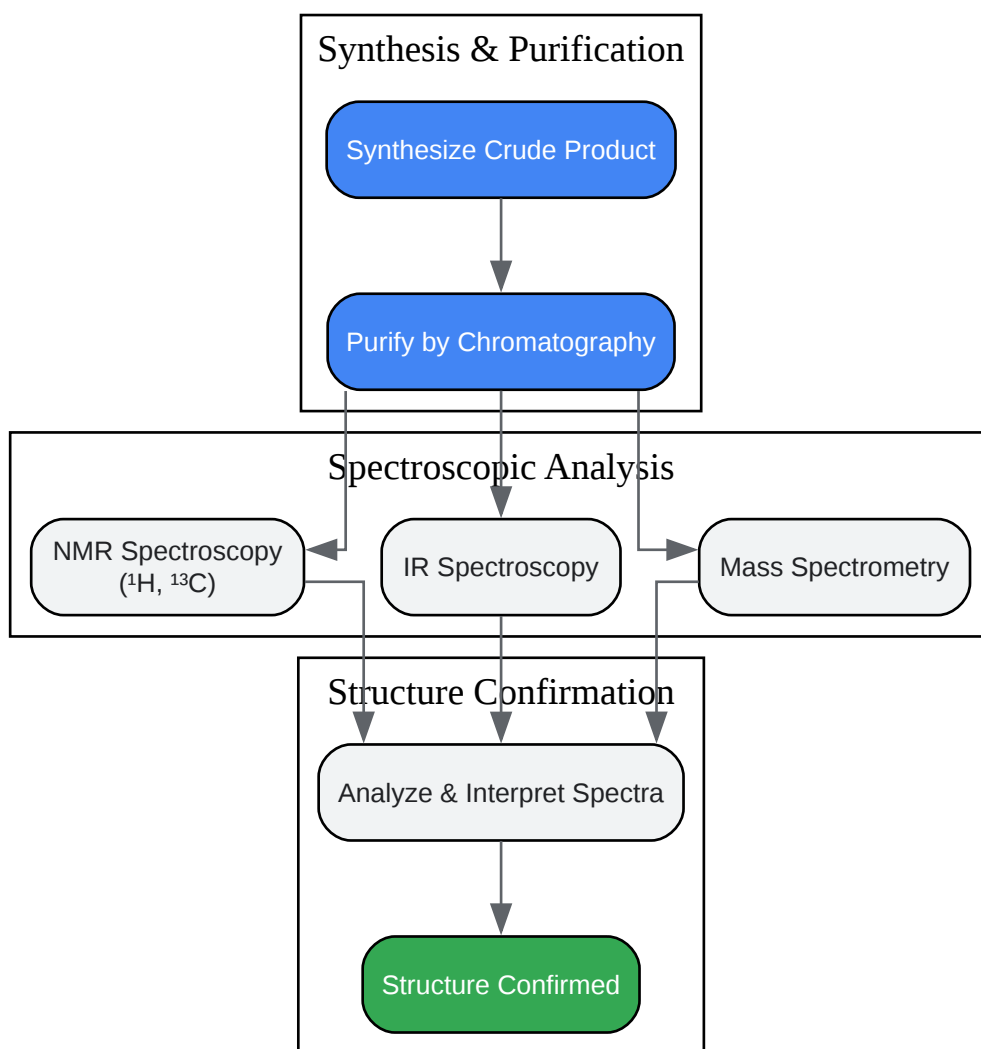 Synthesis & Purification
Synthesize Crude Product
Purify by Chromatography
Spectroscopic Analysis
NMR Spectroscopy
(¹H, ¹³C)
IR Spectroscopy
Mass Spectrometry
Structure Confirmation
Analyze & Interpret Spectra
Structure Confirmed